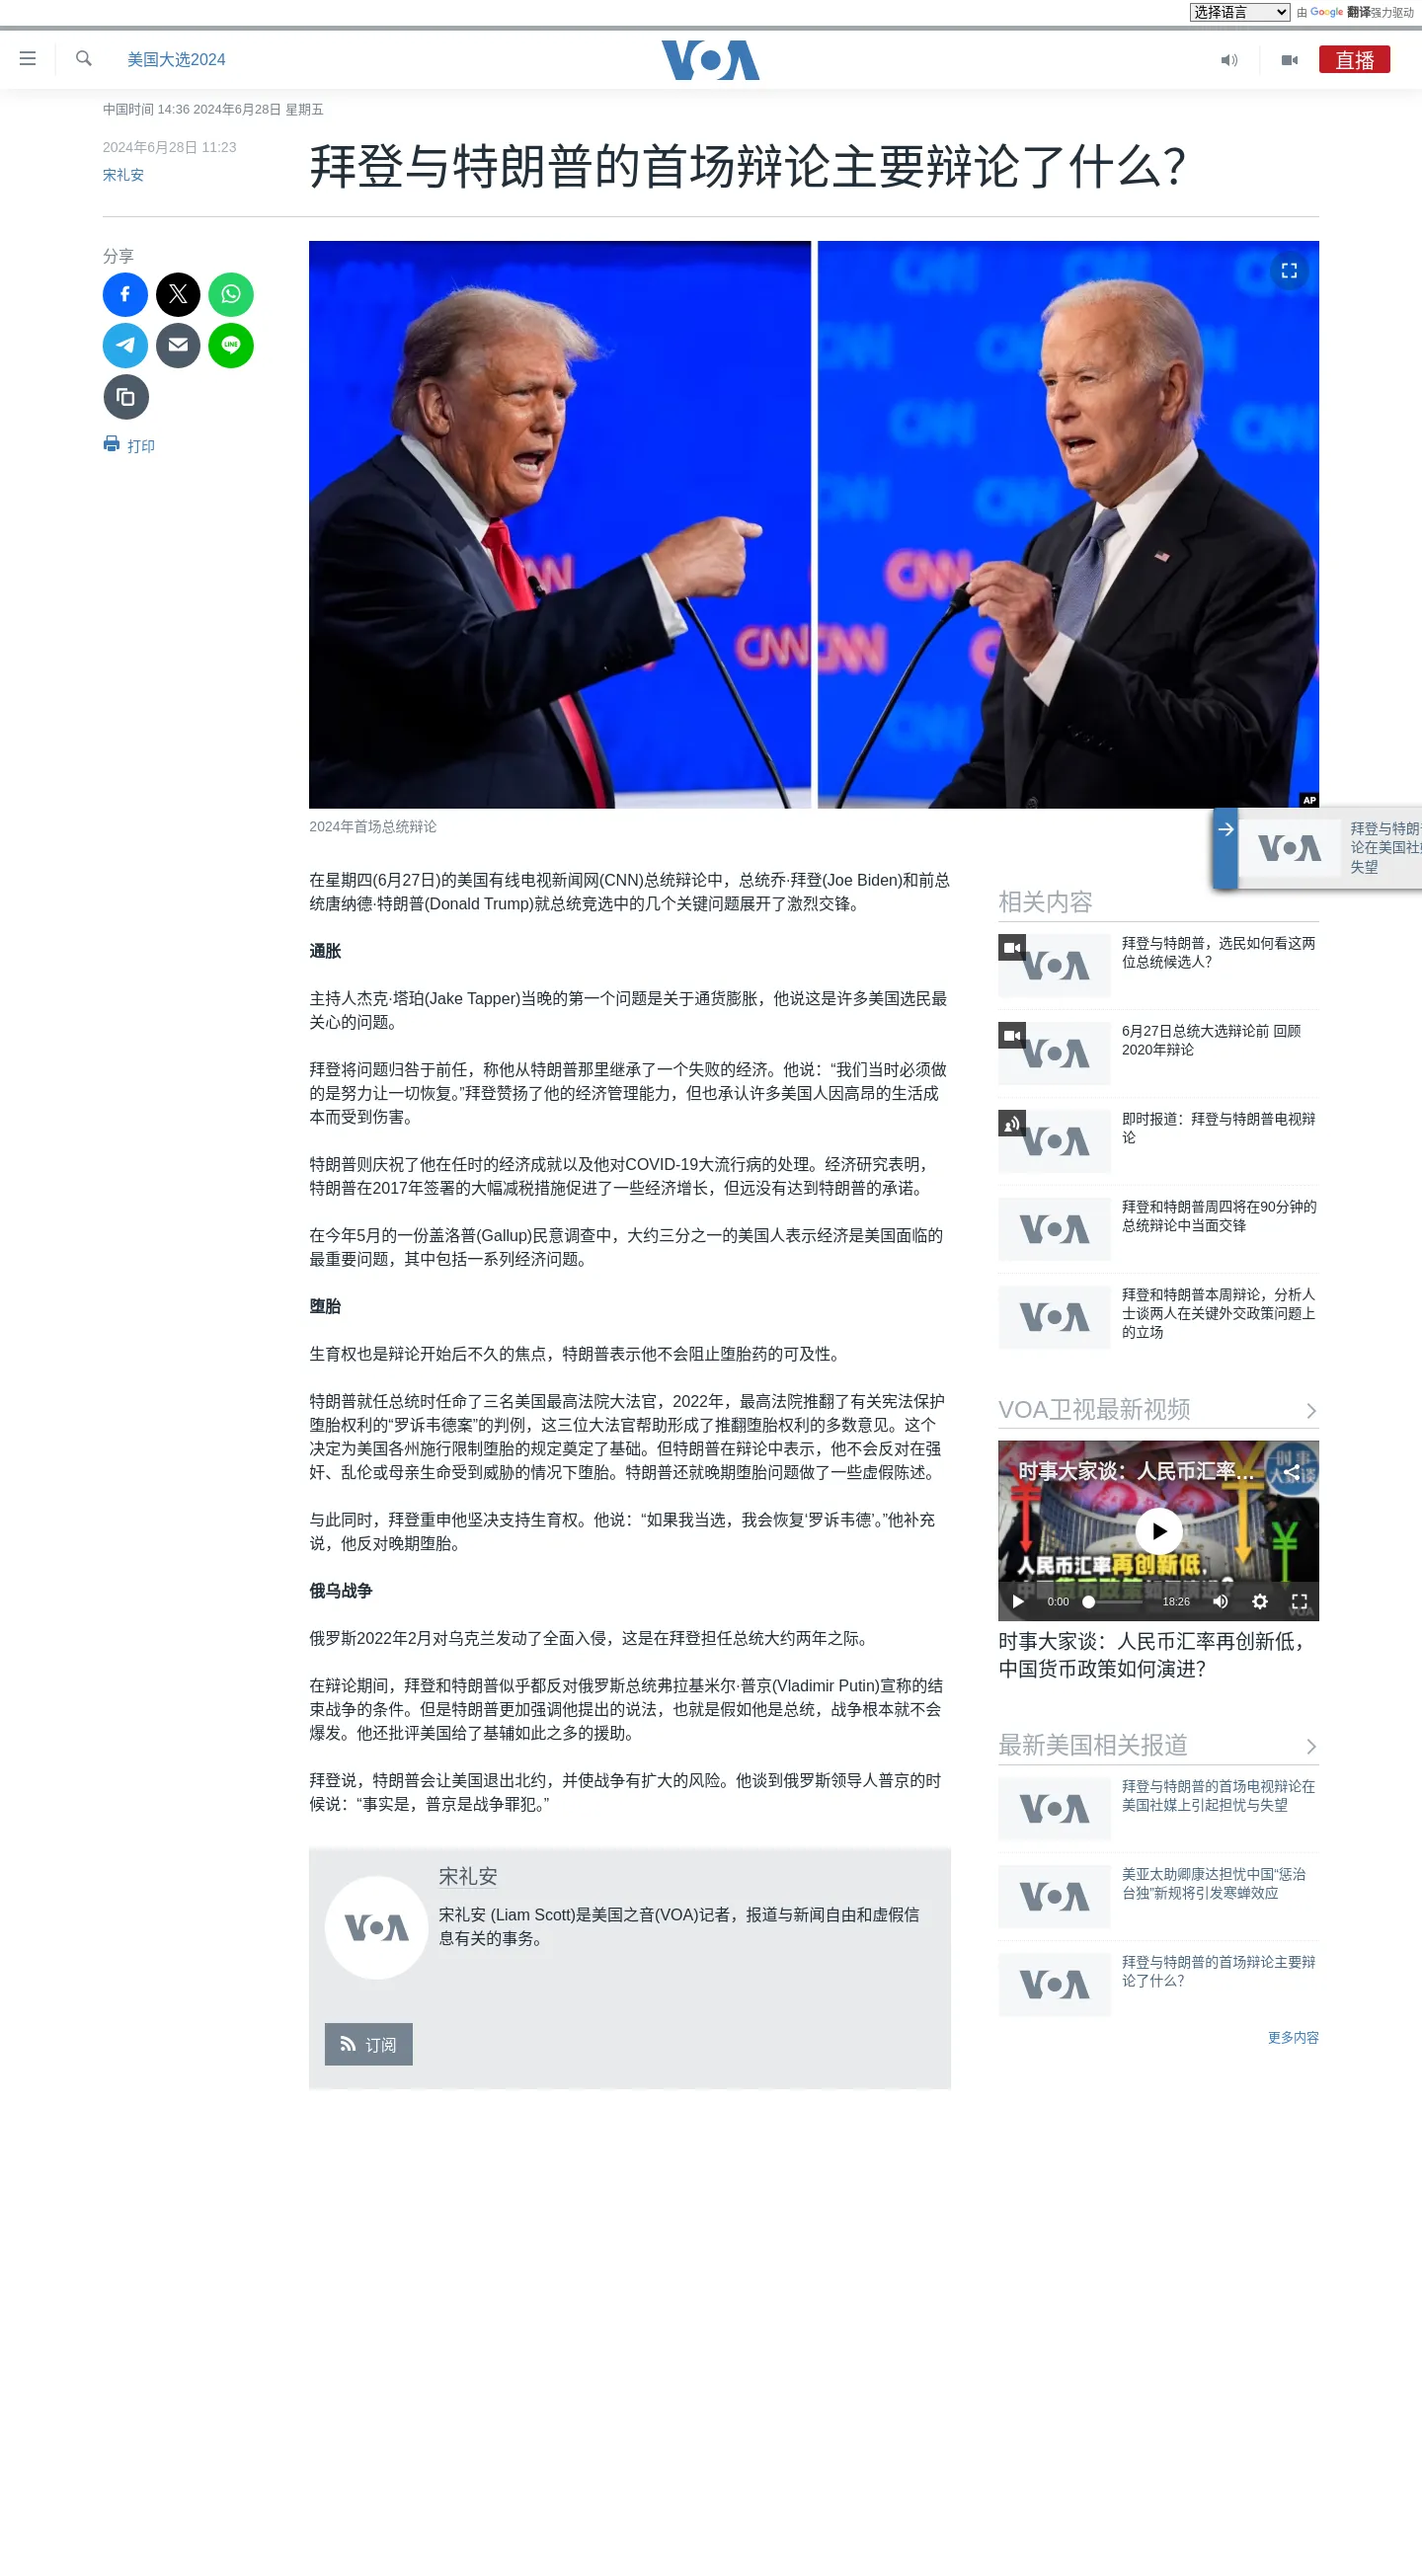 选择语言
由 Google 翻译强力驱动
美国大选2024
VOA
直播
中国时间 14:36 2024年6月28日 星期五
2024年6月28日 11:23
宋礼安
拜登与特朗普的首场辩论主要辩论了什么？
分享
LINE
打印
CNN
CNN
CNN
CNN
CNN
CNN
AP
2024年首场总统辩论
在星期四(6月27日)的美国有线电视新闻网(CNN)总统辩论中，总统乔·拜登(Joe Biden)和前总
统唐纳德·特朗普(Donald Trump)就总统竞选中的几个关键问题展开了激烈交锋。
通胀
主持人杰克·塔珀(Jake Tapper)当晚的第一个问题是关于通货膨胀，他说这是许多美国选民最
关心的问题。
拜登将问题归咎于前任，称他从特朗普那里继承了一个失败的经济。他说：“我们当时必须做
的是努力让一切恢复。”拜登赞扬了他的经济管理能力，但也承认许多美国人因高昂的生活成
本而受到伤害。
特朗普则庆祝了他在任时的经济成就以及他对COVID-19大流行病的处理。经济研究表明，
特朗普在2017年签署的大幅减税措施促进了一些经济增长，但远没有达到特朗普的承诺。
在今年5月的一份盖洛普(Gallup)民意调查中，大约三分之一的美国人表示经济是美国面临的
最重要问题，其中包括一系列经济问题。
堕胎
生育权也是辩论开始后不久的焦点，特朗普表示他不会阻止堕胎药的可及性。
特朗普就任总统时任命了三名美国最高法院大法官，2022年，最高法院推翻了有关宪法保护
堕胎权利的“罗诉韦德案”的判例，这三位大法官帮助形成了推翻堕胎权利的多数意见。这个
决定为美国各州施行限制堕胎的规定奠定了基础。但特朗普在辩论中表示，他不会反对在强
奸、乱伦或母亲生命受到威胁的情况下堕胎。特朗普还就晚期堕胎问题做了一些虚假陈述。
与此同时，拜登重申他坚决支持生育权。他说：“如果我当选，我会恢复‘罗诉韦德’。”他补充
说，他反对晚期堕胎。
俄乌战争
俄罗斯2022年2月对乌克兰发动了全面入侵，这是在拜登担任总统大约两年之际。
在辩论期间，拜登和特朗普似乎都反对俄罗斯总统弗拉基米尔·普京(Vladimir Putin)宣称的结
束战争的条件。但是特朗普更加强调他提出的说法，也就是假如他是总统，战争根本就不会
爆发。他还批评美国给了基辅如此之多的援助。
拜登说，特朗普会让美国退出北约，并使战争有扩大的风险。他谈到俄罗斯领导人普京的时
候说：“事实是，普京是战争罪犯。”
VOA
宋礼安
宋礼安 (Liam Scott)是美国之音(VOA)记者，报道与新闻自由和虚假信
息有关的事务。
订阅
VOA
拜登与特朗普
论在美国社
失望
相关内容
VOA
拜登与特朗普，选民如何看这两
位总统候选人？
VOA
6月27日总统大选辩论前 回顾
2020年辩论
VOA
即时报道：拜登与特朗普电视辩
论
VOA
拜登和特朗普周四将在90分钟的
总统辩论中当面交锋
VOA
拜登和特朗普本周辩论，分析人
士谈两人在关键外交政策问题上
的立场
VOA卫视最新视频
时事大家谈：人民币汇率...
时事
大家谈
人民币汇率再创新低，
中国货币政策如何演进？
0:00
18:26
VOA
时事大家谈：人民币汇率再创新低，
中国货币政策如何演进？
最新美国相关报道
VOA
拜登与特朗普的首场电视辩论在
美国社媒上引起担忧与失望
VOA
美亚太助卿康达担忧中国“惩治
台独”新规将引发寒蝉效应
VOA
拜登与特朗普的首场辩论主要辩
论了什么？
更多内容